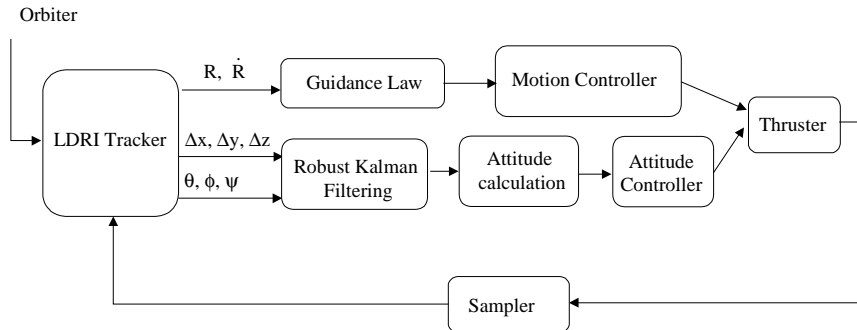 Orbiter
LDRI Tracker
R, Ṙ
Guidance Law
Motion Controller
Thruster
Δx, Δy, Δz
θ, ϕ, ψ
Robust Kalman
Filtering
Attitude
calculation
Attitude
Controller
Sampler